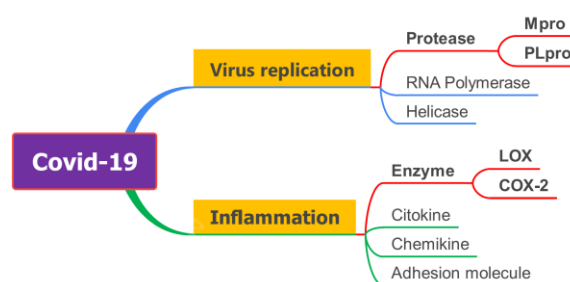 Mpro
Protease
PLpro
Virus replication
RNA Polymerase
Helicase
Covid-19
LOX
Enzyme
COX-2
Inflammation
Citokine
Chemikine
Adhesion molecule